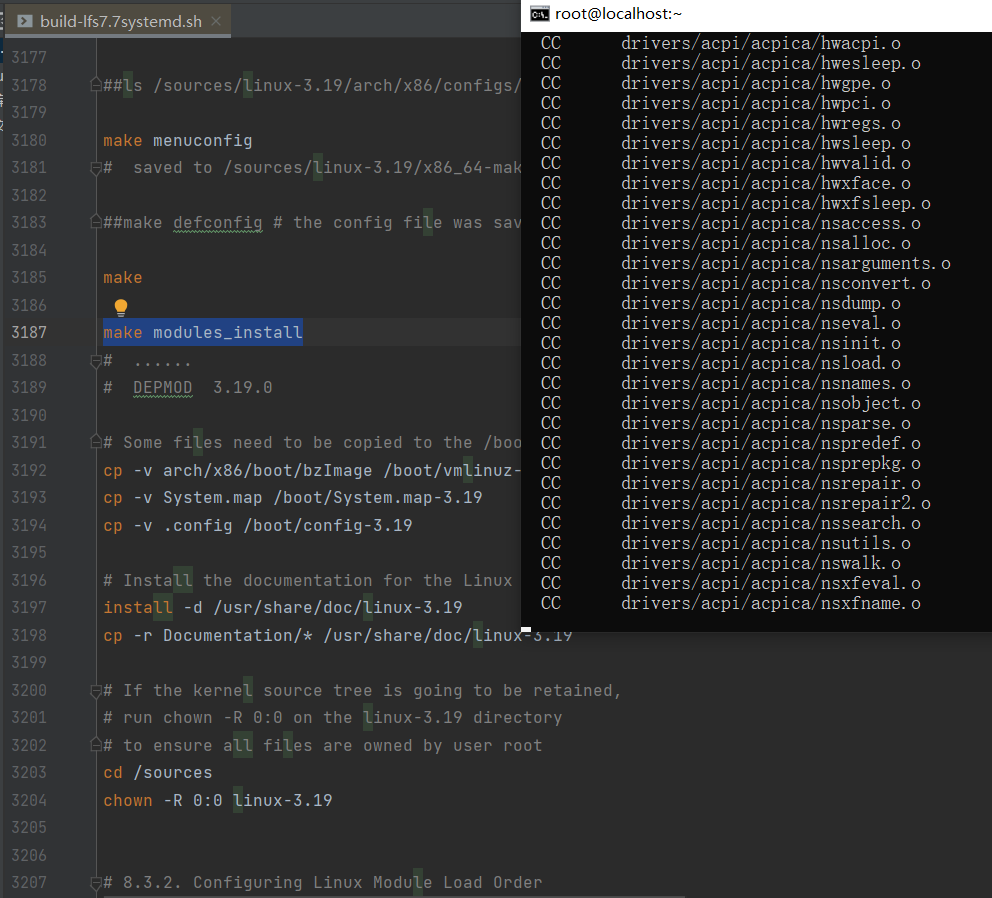 build-lfs7.7systemd.sh
3177
3178 ##ls /sources/linux-3.19/arch/x86/configs/
3179
3180 make menuconfig
3181 #  saved to /sources/linux-3.19/x86_64-mak
3182
3183 ##make defconfig # the config file was sav
3184
3185 make
3186
3187 make modules_install
3188 #  ......
3189 #  DEPMOD  3.19.0
3190
3191 # Some files need to be copied to the /boo
3192 cp -v arch/x86/boot/bzImage /boot/vmlinuz-
3193 cp -v System.map /boot/System.map-3.19
3194 cp -v .config /boot/config-3.19
3195
3196 # Install the documentation for the Linux
3197 install -d /usr/share/doc/linux-3.19
3198 cp -r Documentation/* /usr/share/doc/linux-3.19
3199
3200 # If the kernel source tree is going to be retained,
3201 # run chown -R 0:0 on the linux-3.19 directory
3202 # to ensure all files are owned by user root
3203 cd /sources
3204 chown -R 0:0 linux-3.19
3205
3206
3207 # 8.3.2. Configuring Linux Module Load Order
root@localhost:~
CC drivers/acpi/acpica/hwacpi.o
CC drivers/acpi/acpica/hwesleep.o
CC drivers/acpi/acpica/hwgpe.o
CC drivers/acpi/acpica/hwpci.o
CC drivers/acpi/acpica/hwregs.o
CC drivers/acpi/acpica/hwsleep.o
CC drivers/acpi/acpica/hwvalid.o
CC drivers/acpi/acpica/hwxface.o
CC drivers/acpi/acpica/hwxfsleep.o
CC drivers/acpi/acpica/nsaccess.o
CC drivers/acpi/acpica/nsalloc.o
CC drivers/acpi/acpica/nsarguments.o
CC drivers/acpi/acpica/nsconvert.o
CC drivers/acpi/acpica/nsdump.o
CC drivers/acpi/acpica/nseval.o
CC drivers/acpi/acpica/nsinit.o
CC drivers/acpi/acpica/nsload.o
CC drivers/acpi/acpica/nsnames.o
CC drivers/acpi/acpica/nsobject.o
CC drivers/acpi/acpica/nsparse.o
CC drivers/acpi/acpica/nspredef.o
CC drivers/acpi/acpica/nsprepkg.o
CC drivers/acpi/acpica/nsrepair.o
CC drivers/acpi/acpica/nsrepair2.o
CC drivers/acpi/acpica/nssearch.o
CC drivers/acpi/acpica/nsutils.o
CC drivers/acpi/acpica/nswalk.o
CC drivers/acpi/acpica/nsxfeval.o
CC drivers/acpi/acpica/nsxfname.o